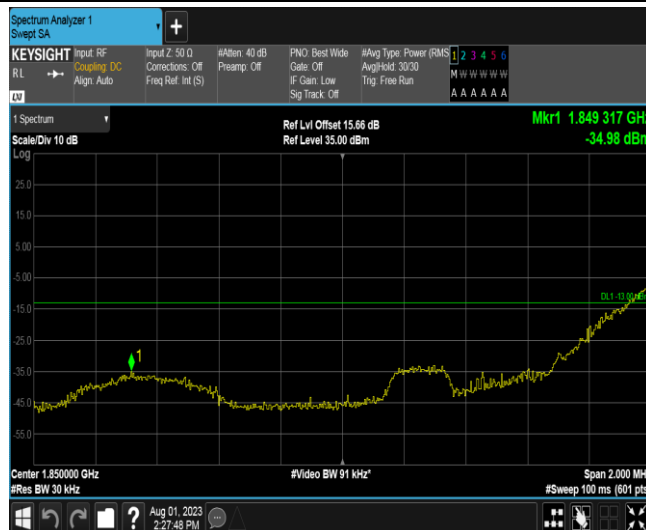 Spectrum Analyzer 1
Swept SA
+
KEYSIGHT
RL
LXI
Input: RF
Coupling: DC
Align: Auto
Input Z: 50 Ω
Corrections: Off
Freq Ref: Int (S)
#Atten: 40 dB
Preamp: Off
PNO: Best Wide
Gate: Off
IF Gain: Low
Sig Track: Off
#Avg Type: Power (RMS
Avg|Hold: 30/30
Trig: Free Run
1 2 3 4 5 6
M W W W W W
A A A A A A
1 Spectrum
Scale/Div 10 dB
Log
Ref Lvl Offset 15.66 dB
Ref Level 35.00 dBm
Mkr1 1.849 317 GHz
-34.98 dBm
25.0
15.0
5.00
-5.00
DL1 -13.00 dBm
-15.0
-25.0
1
-35.0
-45.0
-55.0
Center 1.850000 GHz
#Video BW 91 kHz*
Span 2.000 MH
#Res BW 30 kHz
#Sweep 100 ms (601 pts
?
Aug 01, 2023
2:27:48 PM